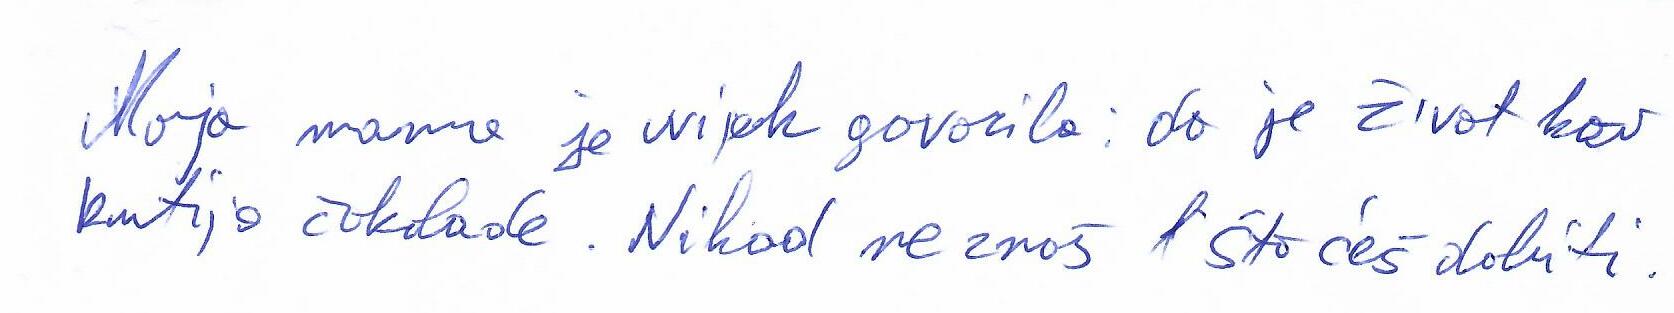 Moja mama je uvijek govorila: da je život kao
kutija čokolade. Nikad ne znaš što ćeš dobiti.